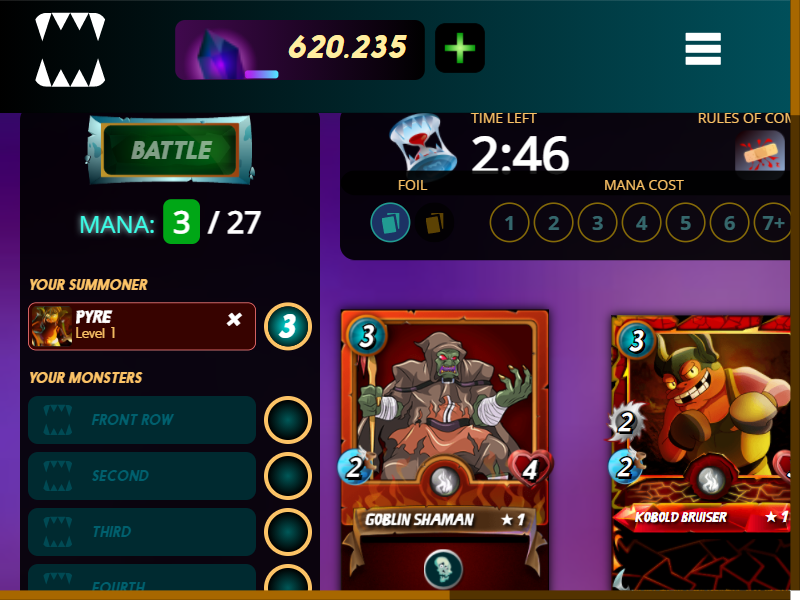 620.235
BATTLE
MANA: 3 / 27
YOUR SUMMONER
PYRE
Level 1
3
YOUR MONSTERS
FRONT ROW
SECOND
THIRD
FOURTH
TIME LEFT
2:46
RULES OF COM
FOIL
MANA COST
1 2 3 4 5 6 7+
3
2
4
GOBLIN SHAMAN ★ 1
3
2
2
KOBOLD BRUISER ★ 1